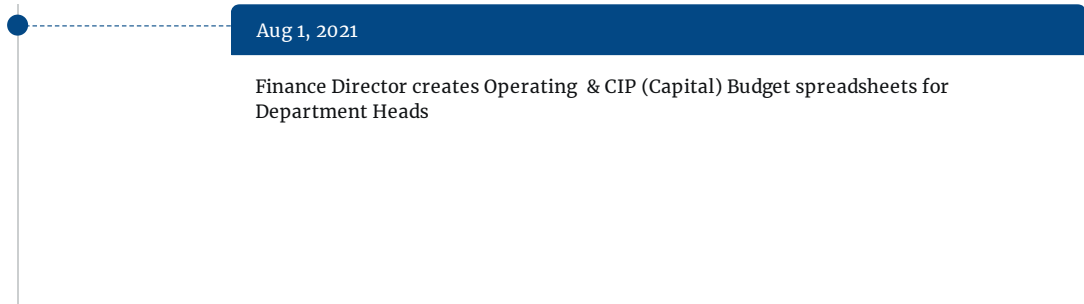 Aug 1, 2021
Finance Director creates Operating  & CIP (Capital) Budget spreadsheets for
Department Heads